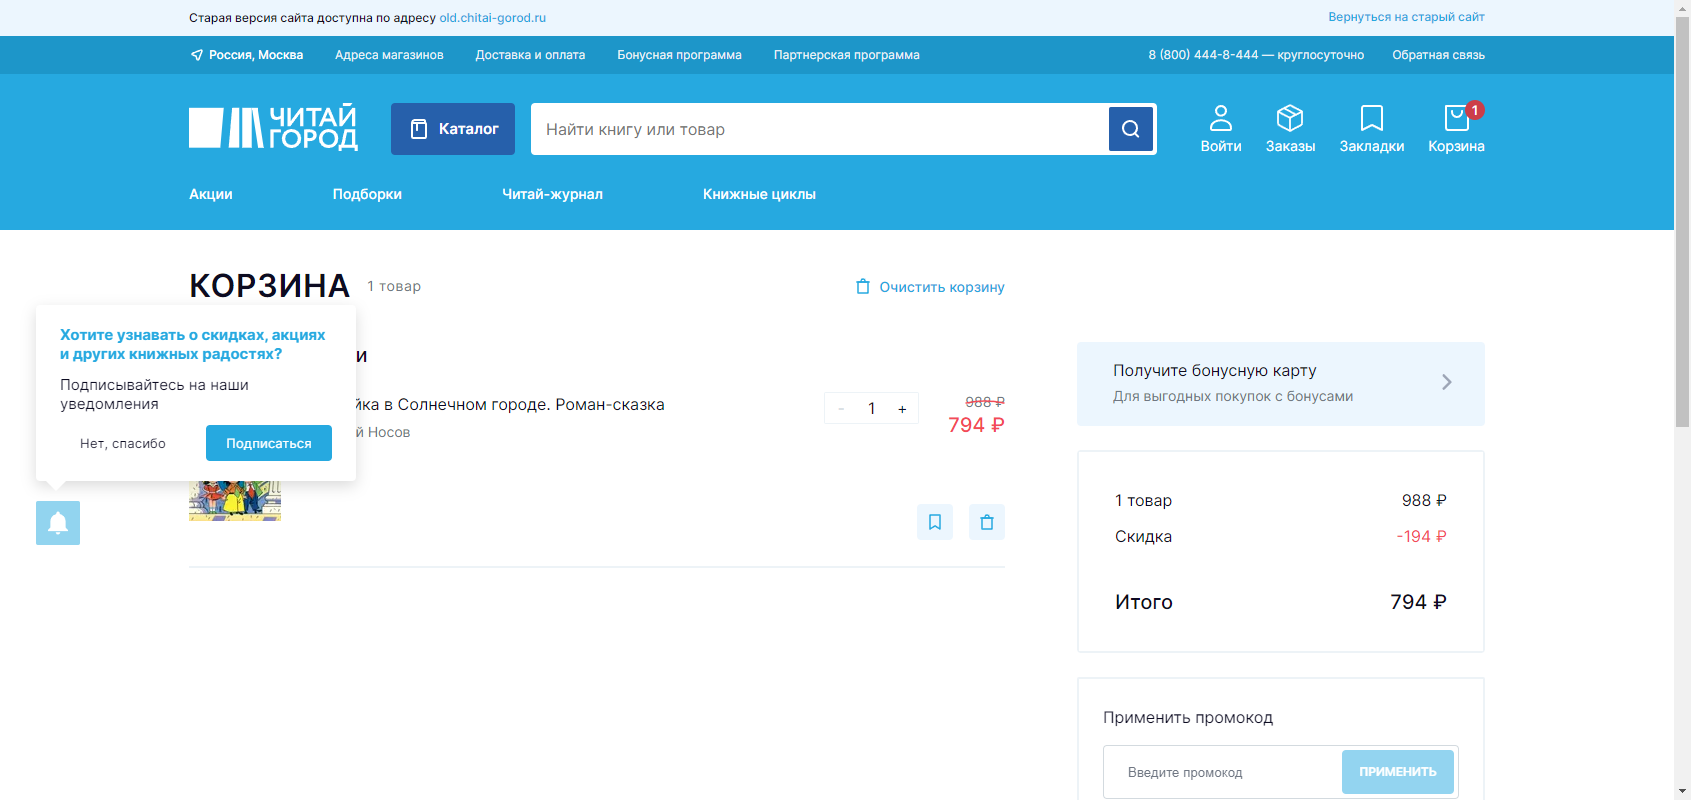 Старая версия сайта доступна по адресу old.chitai-gorod.ru
Вернуться на старый сайт
Россия, Москва
Адреса магазинов
Доставка и оплата
Бонусная программа
Партнерская программа
8 (800) 444-8-444 — круглосуточно
Обратная связь
ЧИТАЙ
ГОРОД
Каталог
Найти книгу или товар
Войти
Заказы
Закладки
1
Корзина
Акции
Подборки
Читай-журнал
Книжные циклы
КОРЗИНА
1 товар
Очистить корзину
Хотите узнавать о скидках, акциях
и других книжных радостях?
Подписывайтесь на наши
уведомления
Нет, спасибо
Подписаться
в Солнечном городе. Роман-сказка
Носов
- 1 +
988 ₽
794 ₽
Получите бонусную карту
Для выгодных покупок с бонусами
1 товар
988 ₽
Скидка
-194 ₽
Итого
794 ₽
Применить промокод
Введите промокод
ПРИМЕНИТЬ